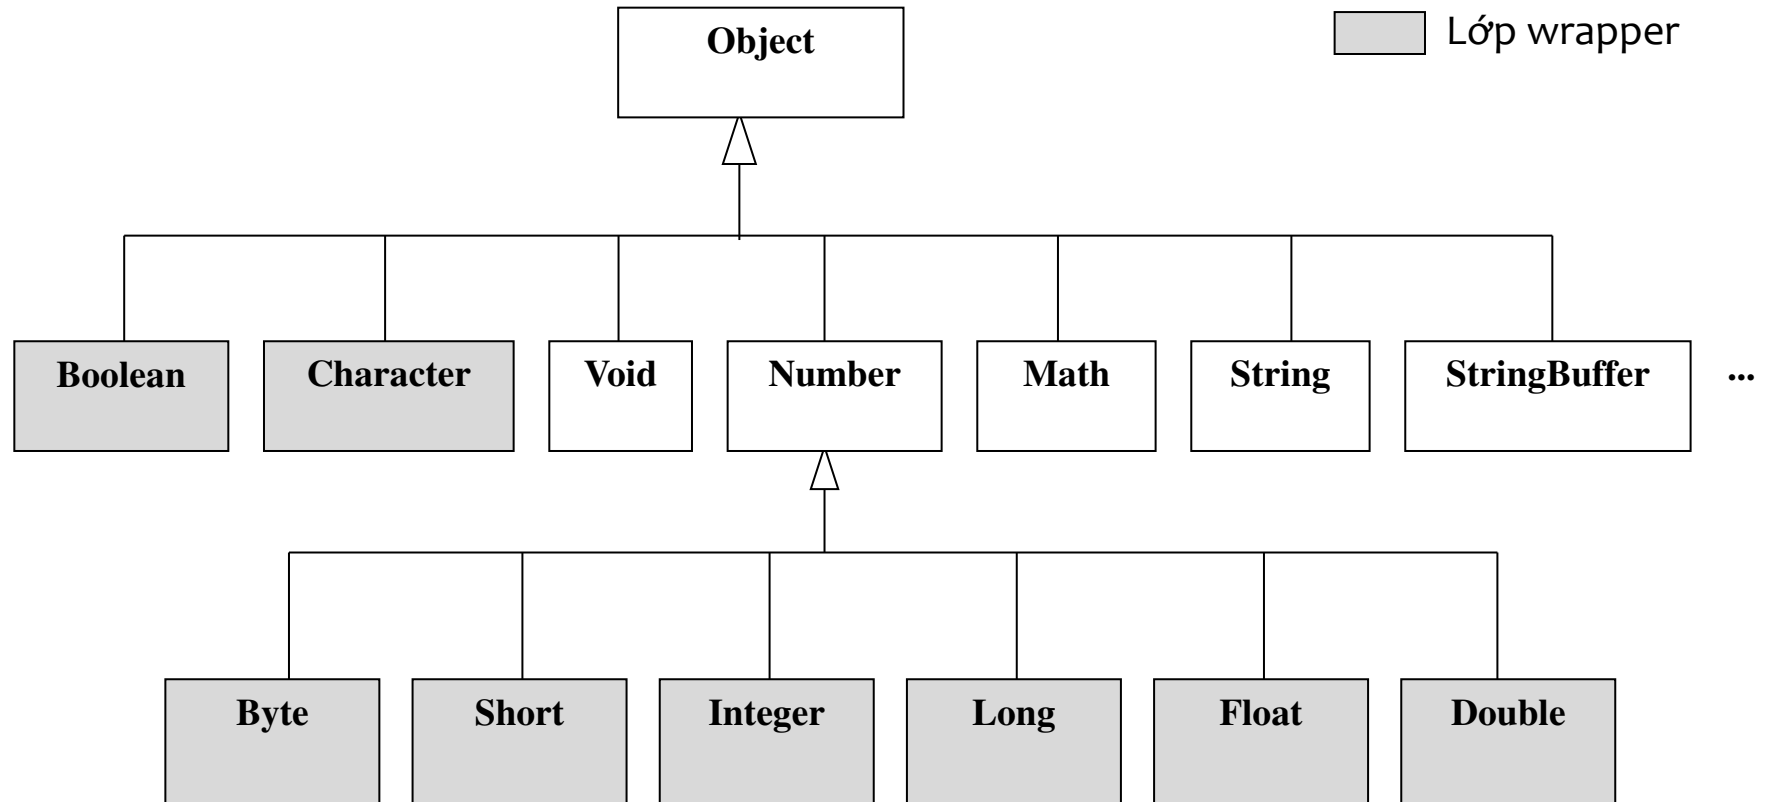 Object
Lớp wrapper
Boolean
Character
Void
Number
Math
String
StringBuffer
...
Byte
Short
Integer
Long
Float
Double